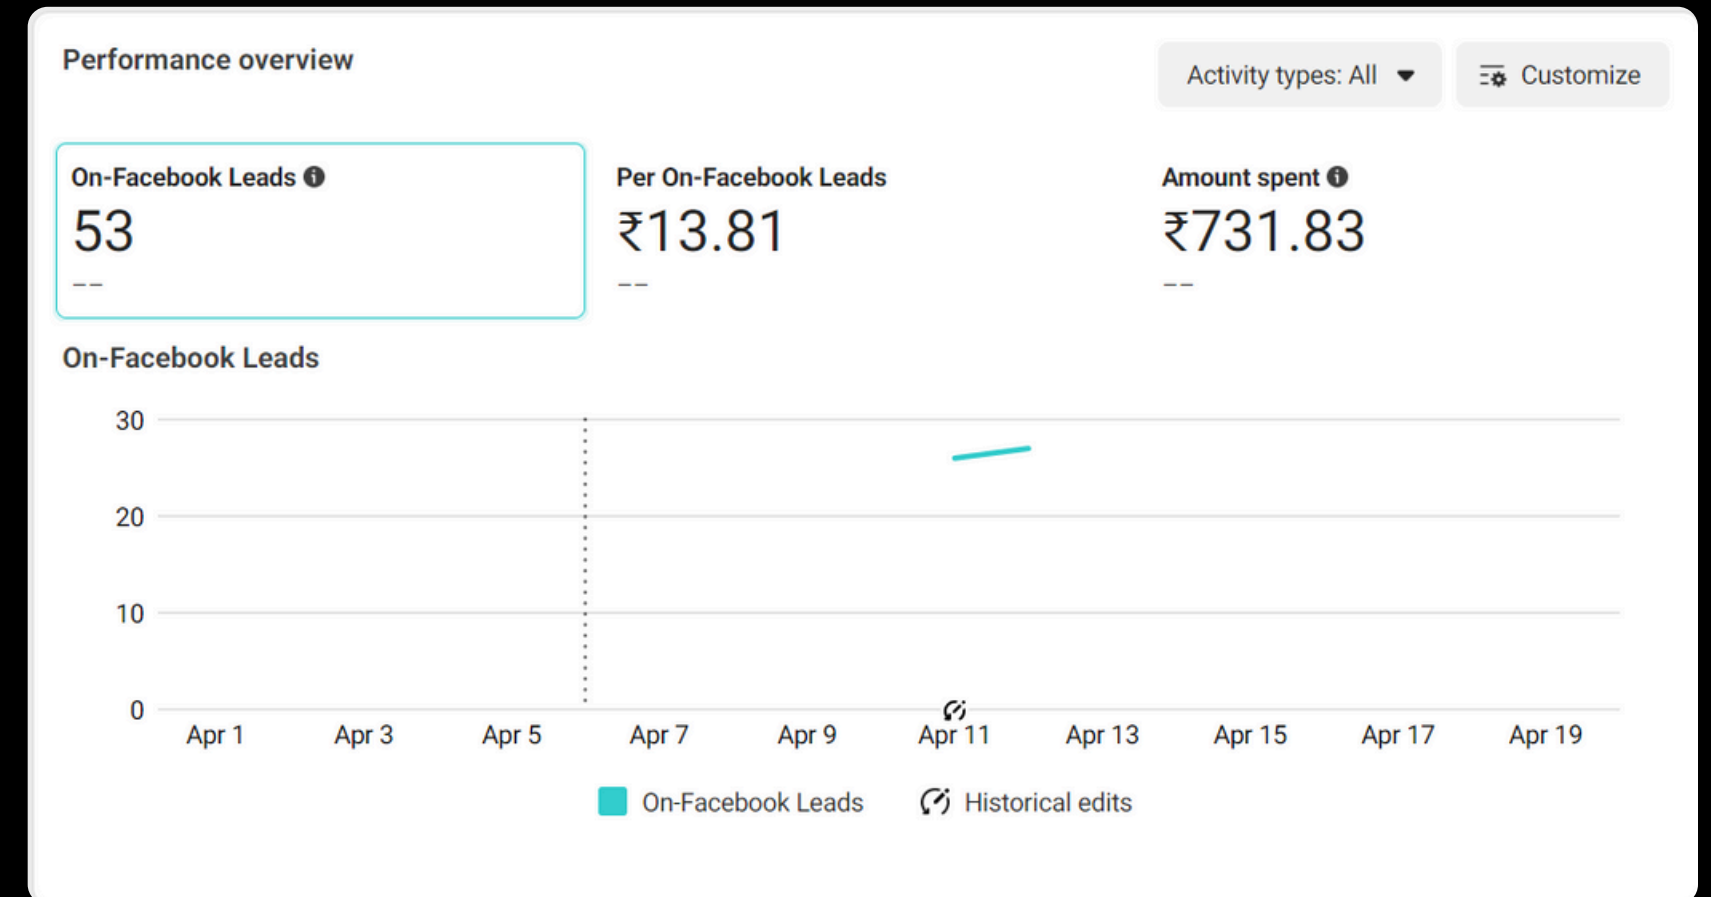 Performance overview
Activity types: All
Customize
On-Facebook Leads
53
--
Per On-Facebook Leads
₹13.81
--
Amount spent
₹731.83
--
On-Facebook Leads
30
20
10
0
Apr 1 Apr 3 Apr 5 Apr 7 Apr 9 Apr 11 Apr 13 Apr 15 Apr 17 Apr 19
On-Facebook Leads Historical edits